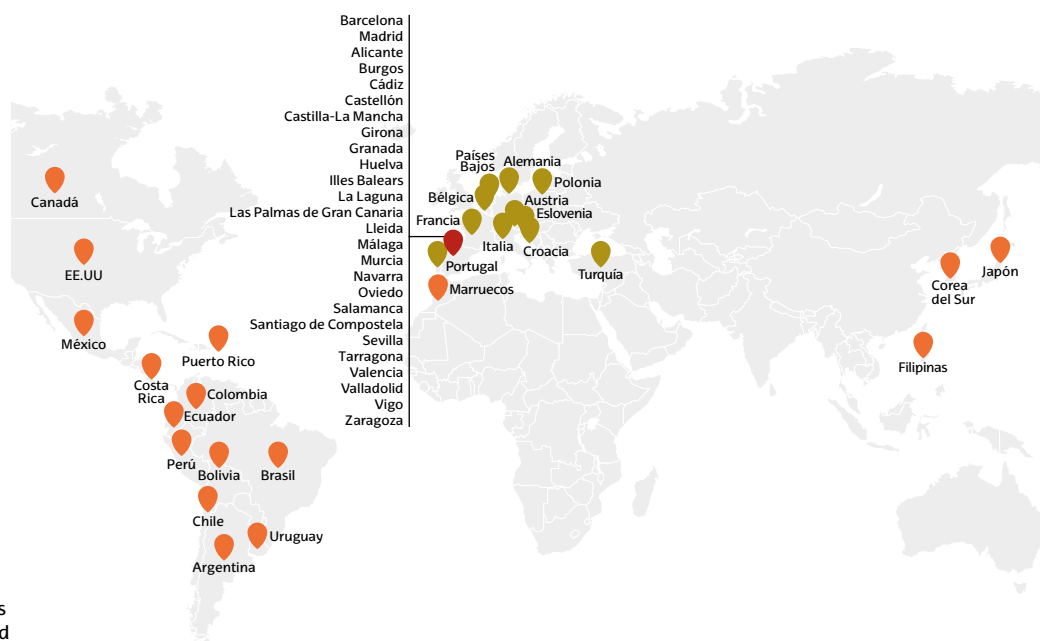 Barcelona
Madrid
Alicante
Burgos
Cádiz
Castellón
Castilla-La Mancha
Girona
Granada
Huelva
Illes Balears
La Laguna
Las Palmas de Gran Canaria
Lleida
Málaga
Murcia
Navarra
Oviedo
Salamanca
Santiago de Compostela
Sevilla
Tarragona
Valencia
Valladolid
Vigo
Zaragoza
Países
Bajos
Alemania
Polonia
Bélgica
Austria
Eslovenia
Francia
Italia
Croacia
Portugal
Turquía
Marruecos
Canadá
EE.UU
México
Puerto Rico
Costa
Rica
Colombia
Ecuador
Perú
Bolivia
Brasil
Chile
Uruguay
Argentina
Japón
Corea
del Sur
Filipinas
s
d